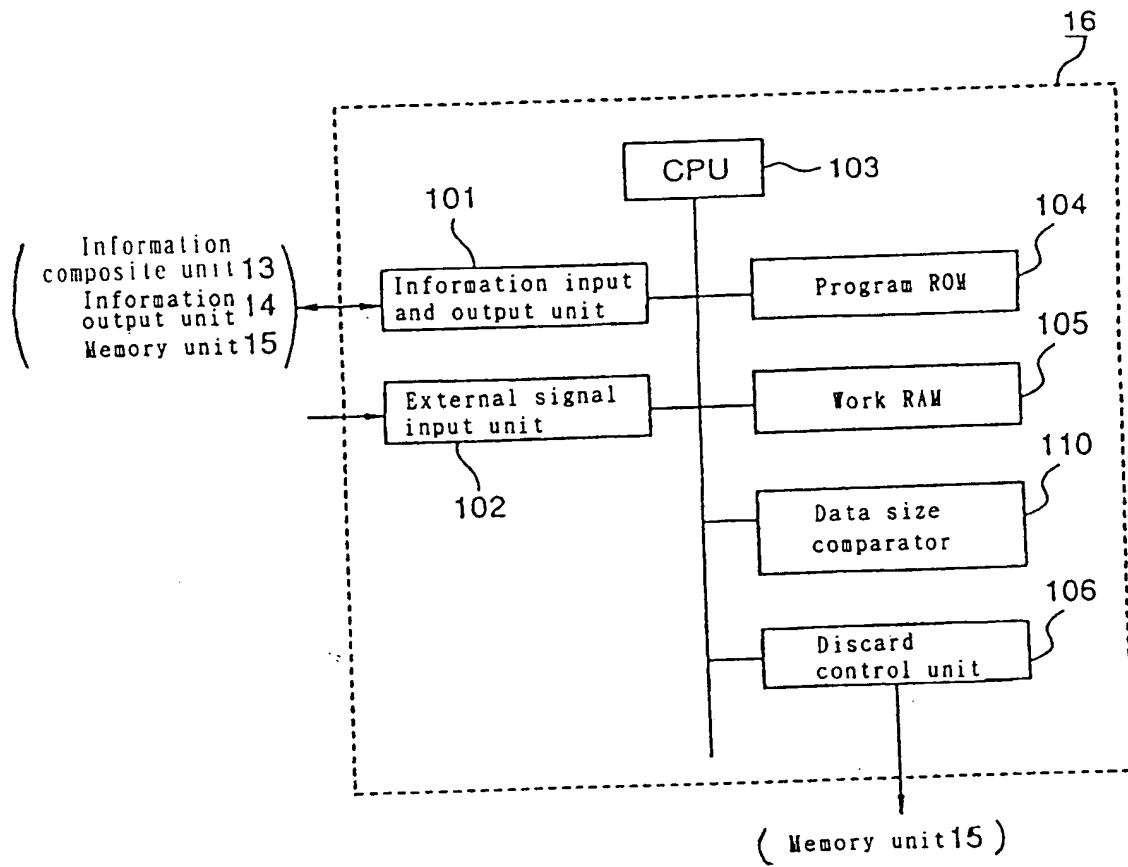 16
CPU
103
101
104
Information
composite unit 13
Information
output unit 14
Memory unit 15
Information input
and output unit
Program ROM
105
External signal
input unit
Work RAM
102
110
Data size
comparator
106
Discard
control unit
( Memory unit 15 )